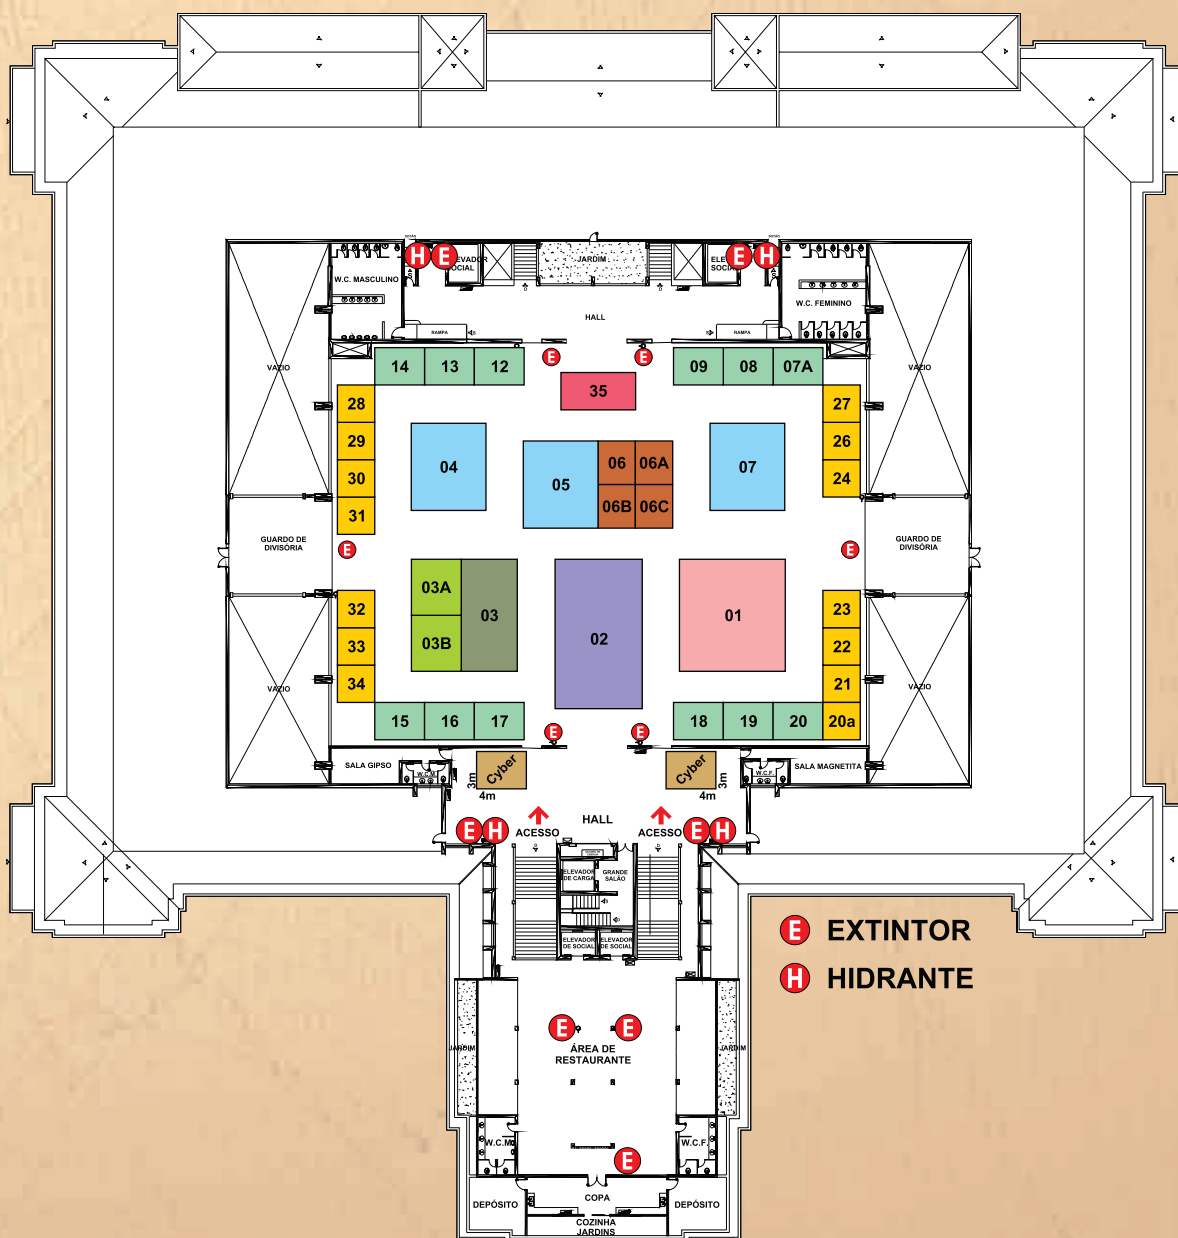 H E
E H
ELEVADOR
SOCIAL
JARDIM
W.C. MASCULINO
W.C. FEMININO
HALL
RAMPA
RAMPA
E
E
14
13
12
09
08
07A
35
VAZIO
VAZIO
28
29
30
31
27
26
24
04
05
06
06A
06B
06C
07
GUARDO DE
DIVISÓRIA
E
E
GUARDO DE
DIVISÓRIA
03A
03B
03
02
01
32
33
34
23
22
21
VAZIO
VAZIO
15
16
17
18
19
20
20a
E
E
SALA GIPSO
W.C.M.
Cyber
3m
4m
Cyber
3m
4m
W.C.F.
SALA MAGNETITA
E H
ACESSO
HALL
ACESSO
E H
ELEVADOR
DE CARGA
GRANDE
SALÃO
ELEVADOR
DE SOCIAL
ELEVADOR
DE SOCIAL
E EXTINTOR
H HIDRANTE
E
E
JARDIM
ÁREA DE
RESTAURANTE
JARDIM
W.C.M.
W.C.F.
E
DEPÓSITO
COPA
DEPÓSITO
COZINHA
JARDINS